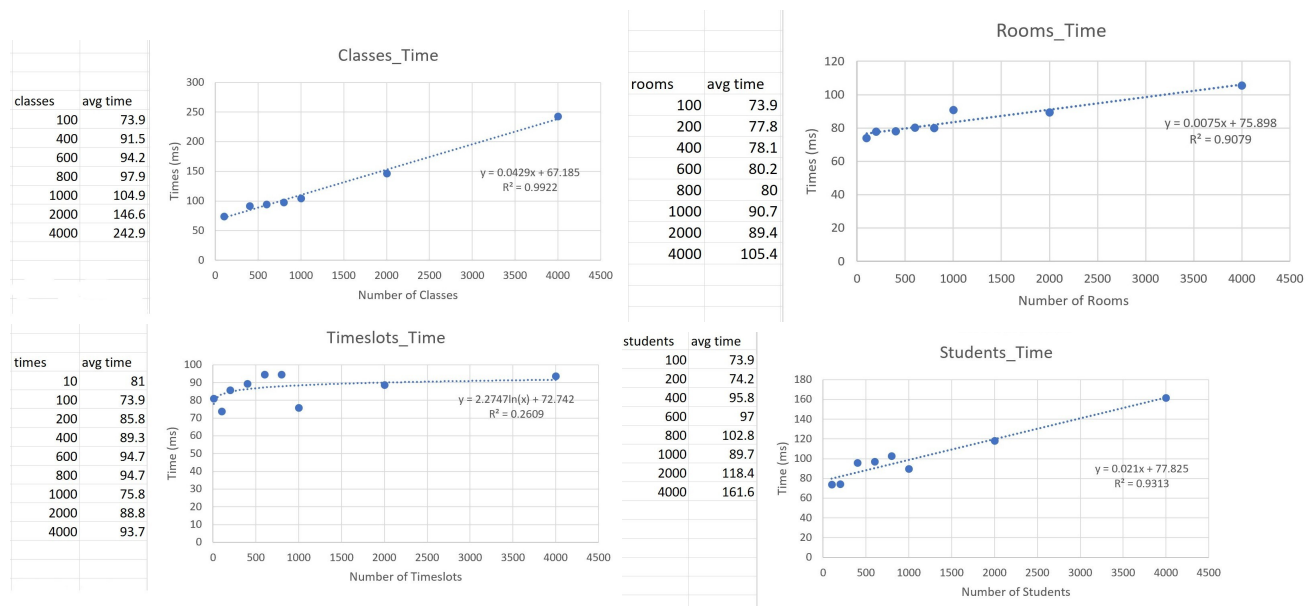 classes avg time
100 73.9
400 91.5
600 94.2
800 97.9
1000 104.9
2000 146.6
4000 242.9
Classes_Time
300
250
200
150
100
50
0
Times (ms)
y = 0.0429x + 67.185
R² = 0.9922
0 500 1000 1500 2000 2500 3000 3500 4000 4500
Number of Classes
rooms avg time
100 73.9
200 77.8
400 78.1
600 80.2
800 80
1000 90.7
2000 89.4
4000 105.4
Rooms_Time
120
100
80
60
40
20
0
Times (ms)
y = 0.0075x + 75.898
R² = 0.9079
0 500 1000 1500 2000 2500 3000 3500 4000 4500
Number of Rooms
times avg time
10 81
100 73.9
200 85.8
400 89.3
600 94.7
800 94.7
1000 75.8
2000 88.8
4000 93.7
Timeslots_Time
100
90
80
70
60
50
40
30
20
10
0
Time (ms)
y = 2.2747ln(x) + 72.742
R² = 0.2609
0 500 1000 1500 2000 2500 3000 3500 4000 4500
Number of Timeslots
students avg time
100 73.9
200 74.2
400 95.8
600 97
800 102.8
1000 89.7
2000 118.4
4000 161.6
Students_Time
180
160
140
120
100
80
60
40
20
0
Time (ms)
y = 0.021x + 77.825
R² = 0.9313
0 500 1000 1500 2000 2500 3000 3500 4000 4500
Number of Students